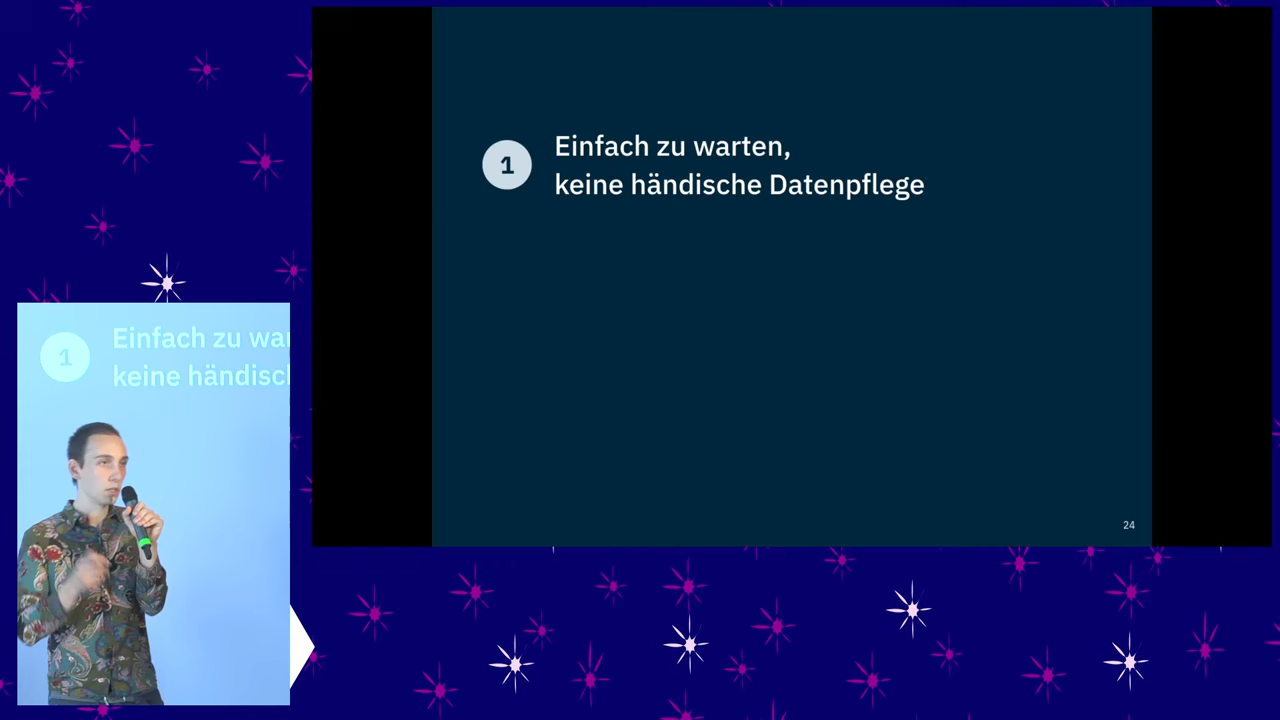 1
Einfach zu warten,
keine händische Datenpflege
24
1
Einfach zu war
keine händisch